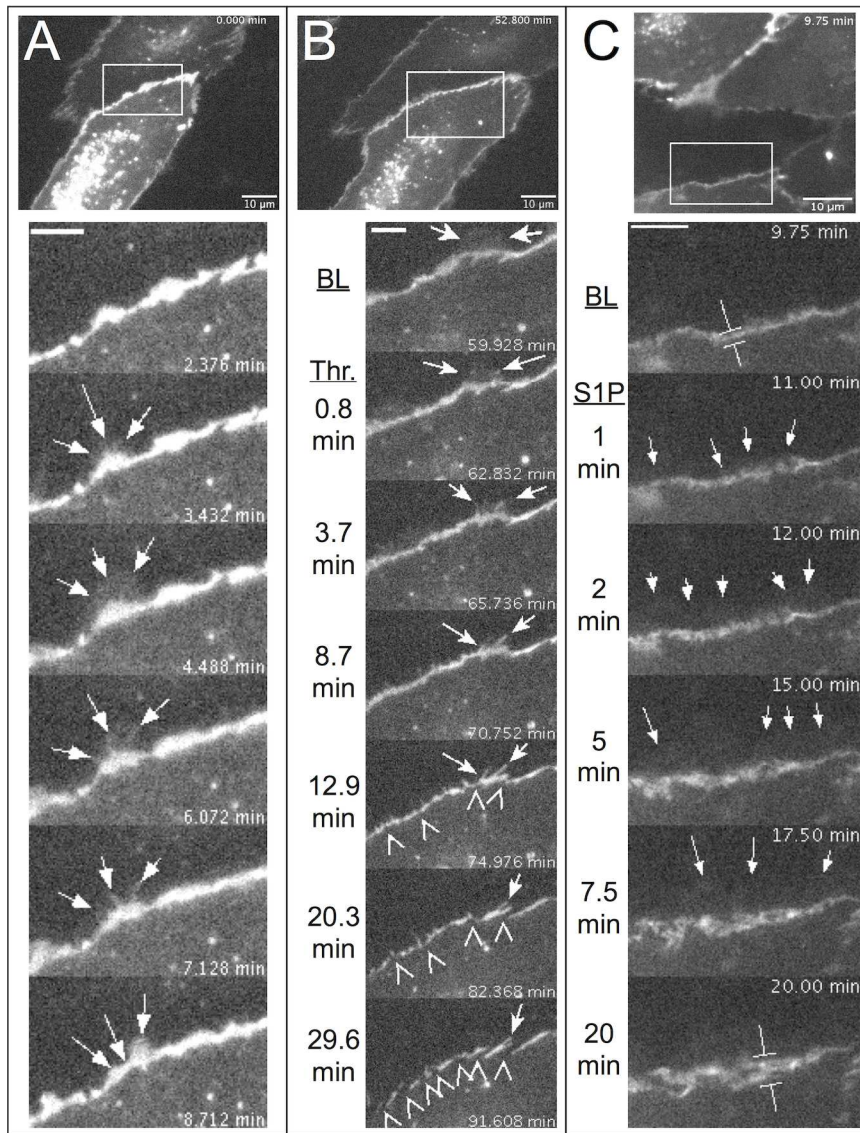 A
0.000 min
10 µm
2.376 min
3.432 min
4.488 min
6.072 min
7.128 min
8.712 min
B
52.800 min
10 µm
BL
59.928 min
Thr.
0.8
min
62.832 min
3.7
min
65.736 min
8.7
min
70.752 min
12.9
min
74.976 min
20.3
min
82.368 min
29.6
min
91.608 min
C
9.75 min
10 µm
9.75 min
BL
11.00 min
S1P
1
min
12.00 min
2
min
15.00 min
5
min
17.50 min
7.5
min
20.00 min
20
min